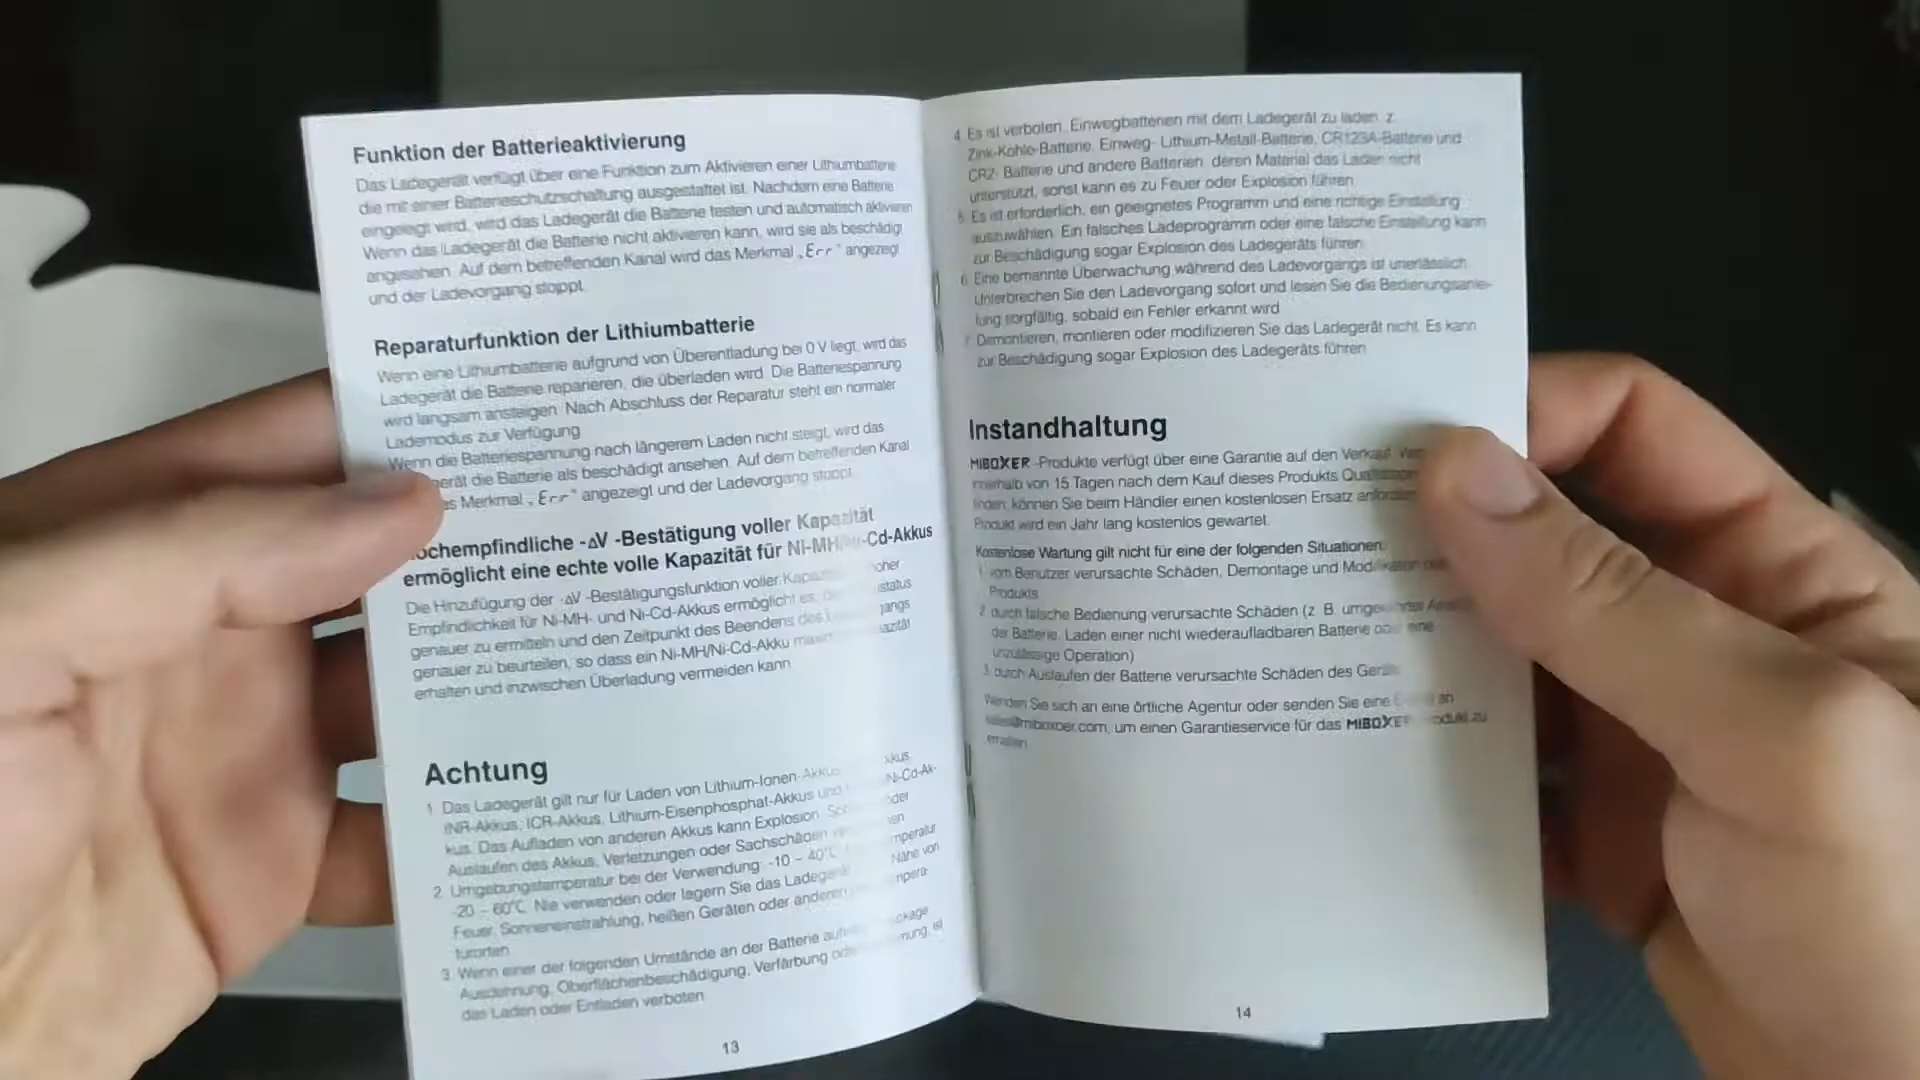 Funktion der Batterieaktivierung
Das Ladegerät verfügt über eine Funktion zum Aktivieren einer Lithiumbatterie
die mit einer Batterieschutzschaltung ausgestattet ist. Nachdem eine Batterie
eingelegt wird, wird das Ladegerät die Batterie testen und automatisch aktivieren
Wenn das Ladegerät die Batterie nicht aktivieren kann, wird sie als beschädigt
angesehen. Auf dem betreffenden Kanal wird das Merkmal „Err“ angezeigt
und der Ladevorgang stoppt.
Reparaturfunktion der Lithiumbatterie
Wenn eine Lithiumbatterie aufgrund von Überentladung bei 0 V liegt, wird das
Ladegerät die Batterie reparieren, die überladen wird. Die Batteriespannung
wird langsam ansteigen. Nach Abschluss der Reparatur steht ein normaler
Lademodus zur Verfügung
Wenn die Batteriespannung nach längerem Laden nicht steigt, wird das
die Batterie als beschädigt ansehen. Auf dem betreffenden Kanal
Merkmal „Err“ angezeigt und der Ladevorgang stoppt.
-ΔV -Bestätigung voller Kapazität
ermöglicht eine echte volle Kapazität für Ni-MH/Ni-Cd-Akkus
Die Hinzufügung der -ΔV -Bestätigungsfunktion voller
Empfindlichkeit für Ni-MH- und Ni-Cd-Akkus ermöglicht es,
genauer zu ermitteln und den Zeitpunkt des Beendens des
genauer zu beurteilen, so dass ein Ni-MH/Ni-Cd-Akku
erhalten und inzwischen Überladung vermeiden kann.
Achtung
1. Das Ladegerät gilt nur für Laden von Lithium-Ionen-Akkus
INR-Akkus, ICR-Akkus, Lithium-Eisenphosphat-Akkus und Ni-Cd-Ak-
kus. Das Aufladen von anderen Akkus kann Explosion, oder
Auslaufen des Akkus, Verletzungen oder Sachschäden
2. Umgebungstemperatur bei der Verwendung: -10 – 40°C
-20 – 60°C. Nie verwenden oder lagern Sie das Nähe von
Feuer, Sonneneinstrahlung, heißen Geräten oder anderen
turorten.
3. Wenn einer der folgenden Umstände an der Batterie
Ausdehnung, Oberflächenbeschädigung, Verfärbung ist
das Laden oder Entladen verboten.
13
4. Es ist verboten, Einwegbatterien mit dem Ladegerät zu laden, z.
Zink-Kohle-Batterie, Einweg- Lithium-Metall-Batterie, CR123A-Batterie und
CR2- Batterie und andere Batterien, deren Material das Laden nicht
unterstützt, sonst kann es zu Feuer oder Explosion führen.
5. Es ist erforderlich, ein geeignetes Programm und eine richtige Einstellung
auszuwählen. Ein falsches Ladeprogramm oder eine falsche Einstellung kann
zur Beschädigung sogar Explosion des Ladegeräts führen.
6. Eine bemannte Überwachung während des Ladevorgangs ist unerlässlich.
Unterbrechen Sie den Ladevorgang sofort und lesen Sie die Bedienungsanlei-
tung sorgfältig, sobald ein Fehler erkannt wird
7. Demontieren, montieren oder modifizieren Sie das Ladegerät nicht. Es kann
zur Beschädigung sogar Explosion des Ladegeräts führen.
Instandhaltung
MIBOXER -Produkte verfügt über eine Garantie auf den Verkauf.
innerhalb von 15 Tagen nach dem Kauf dieses Produkts
finden, können Sie beim Händler einen kostenlosen Ersatz
Produkt wird ein Jahr lang kostenlos gewartet.
Kostenlose Wartung gilt nicht für eine der folgenden Situationen:
1. vom Benutzer verursachte Schäden, Demontage und Modifikation
Produkts
2. durch falsche Bedienung verursachte Schäden (z. B.
der Batterie, Laden einer nicht wiederaufladbaren Batterie oder eine
unzulässige Operation)
3. durch Auslaufen der Batterie verursachte Schäden des Geräts
Wenden Sie sich an eine örtliche Agentur oder senden Sie eine an
um einen Garantieservice für das MIBOXER zu
erhalten.
14